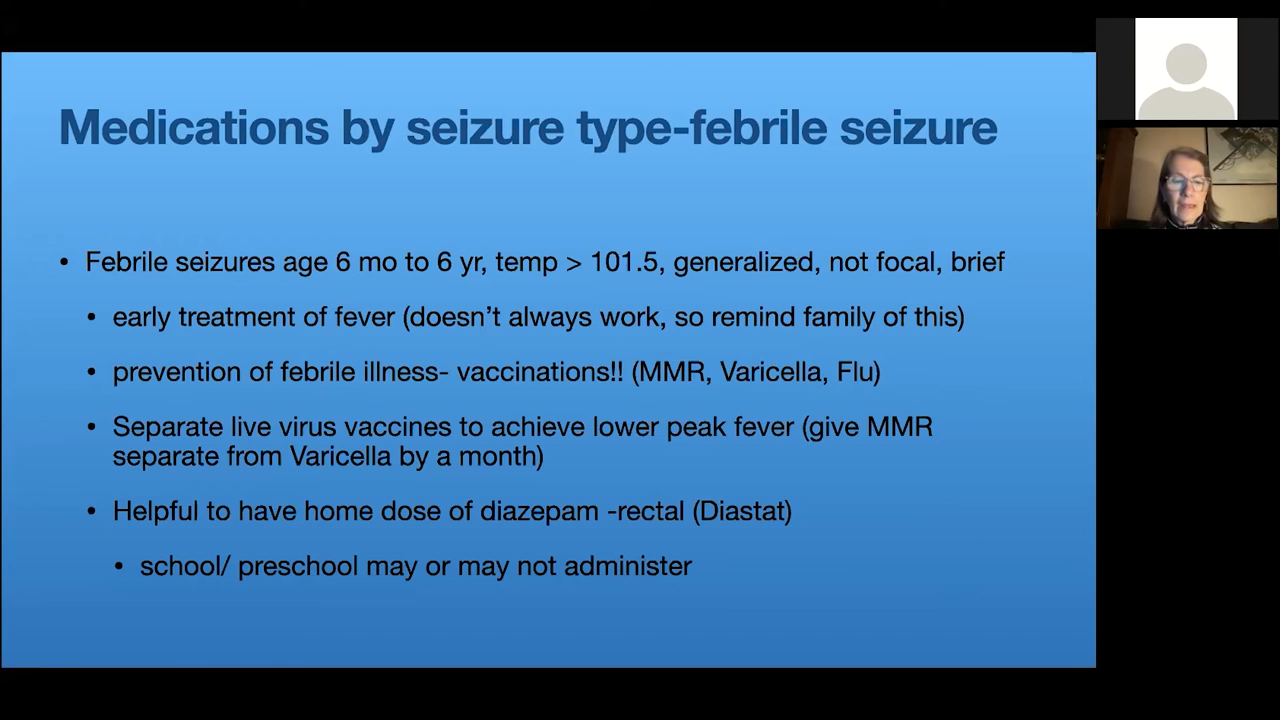 Medications by seizure type-febrile seizure
• Febrile seizures age 6 mo to 6 yr, temp > 101.5, generalized, not focal, brief
• early treatment of fever (doesn’t always work, so remind family of this)
• prevention of febrile illness- vaccinations!! (MMR, Varicella, Flu)
• Separate live virus vaccines to achieve lower peak fever (give MMR
separate from Varicella by a month)
• Helpful to have home dose of diazepam -rectal (Diastat)
• school/ preschool may or may not administer